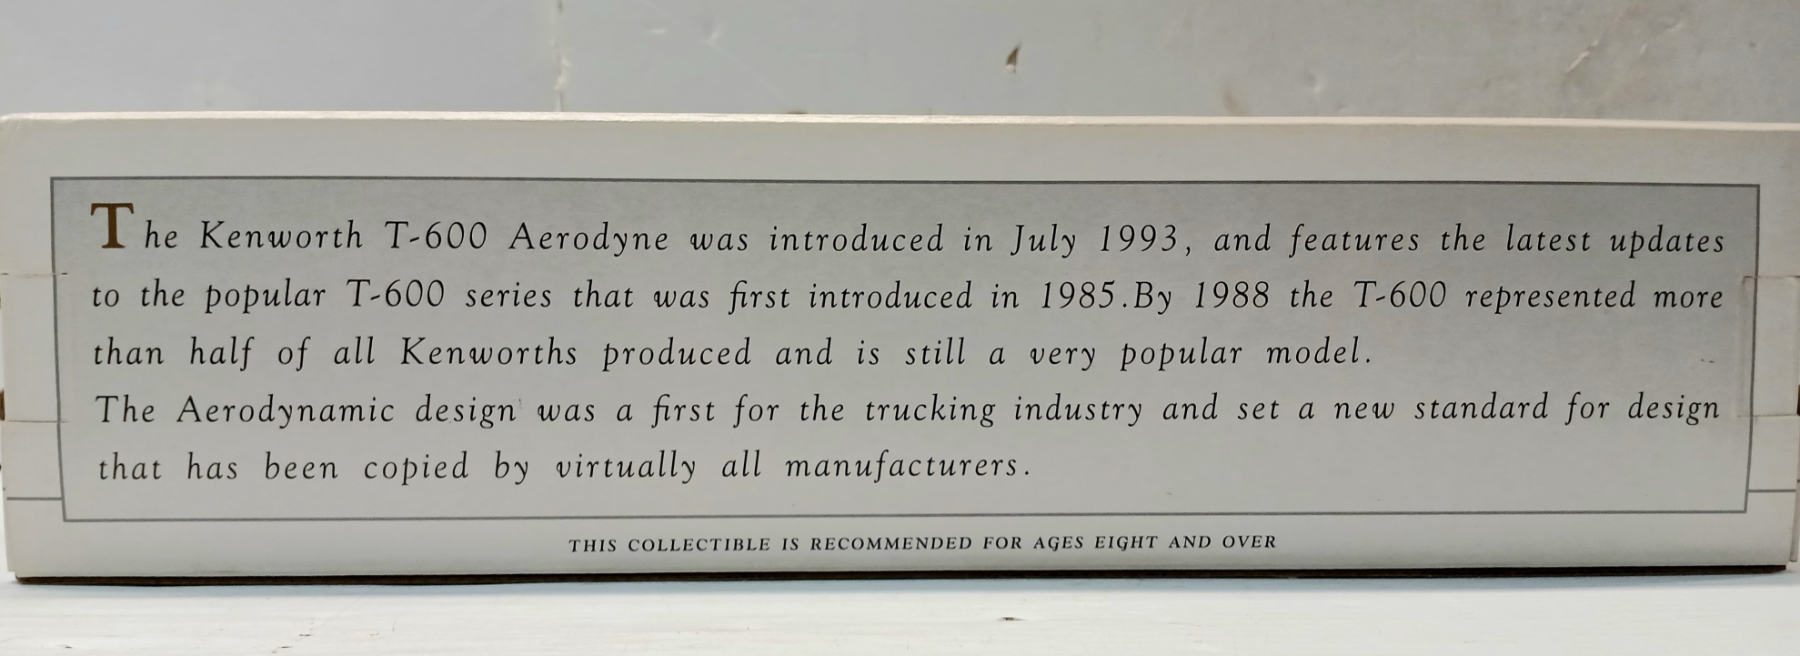 The Kenworth T-600 Aerodyne was introduced in July 1993, and features the latest updates
to the popular T-600 series that was first introduced in 1985.By 1988 the T-600 represented more
than half of all Kenworths produced and is still a very popular model.
The Aerodynamic design was a first for the trucking industry and set a new standard for design
that has been copied by virtually all manufacturers.
THIS COLLECTIBLE IS RECOMMENDED FOR AGES EIGHT AND OVER